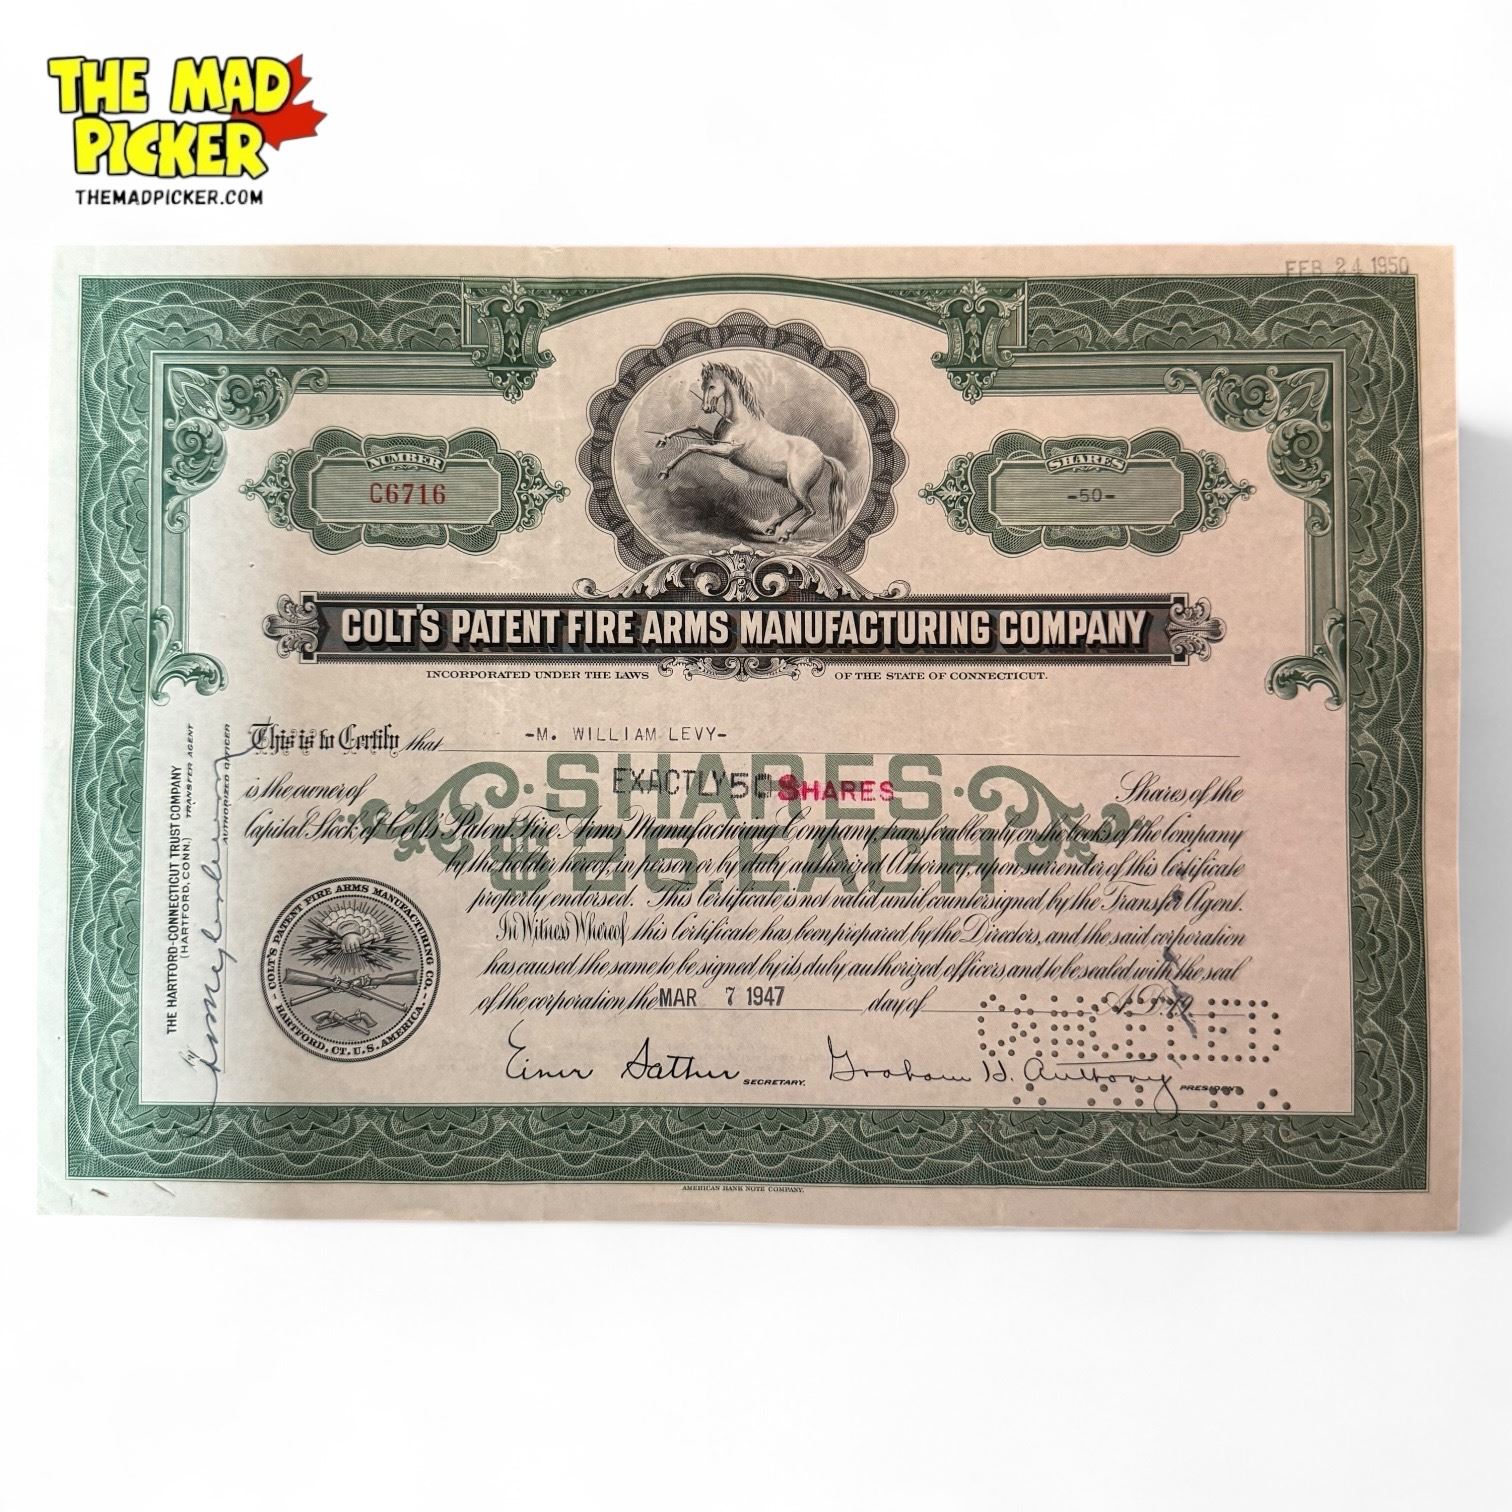 THE MAD
PICKER
THEMADPICKER.COM
FEB 24 1950
NUMBER
C6716
SHARES
-50-
COLT'S PATENT FIRE ARMS MANUFACTURING COMPANY
INCORPORATED UNDER THE LAWS OF THE STATE OF CONNECTICUT.
This is to Certify that -M. WILLIAM LEVY-
is the owner of EXACTLY 50 SHARES Shares of the
Capital Stock of Colt's Patent Fire Arms Manufacturing Company, transferable only on the books of the Company
by the holder hereof, in person or by duly authorized Attorney, upon surrender of this Certificate
properly endorsed. This Certificate is not valid until countersigned by the Transfer Agent.
In Witness Whereof, this Certificate has been prepared by the Directors, and the said corporation
has caused the same to be signed by its duly authorized officers and to be sealed with the seal
of the corporation, the MAR 7 1947 day of A.D. 19
SHARES
$25. EACH
THE HARTFORD-CONNECTICUT TRUST COMPANY
(HARTFORD, CONN.) TRANSFER AGENT
by
AUTHORIZED OFFICER
COLT'S PATENT FIRE ARMS MANUFACTURING CO.
HARTFORD, CT. U.S. AMERICA.
CANCELLED
Einer Sather SECRETARY.
Graham H. Anthony PRESIDENT
AMERICAN BANK NOTE COMPANY.